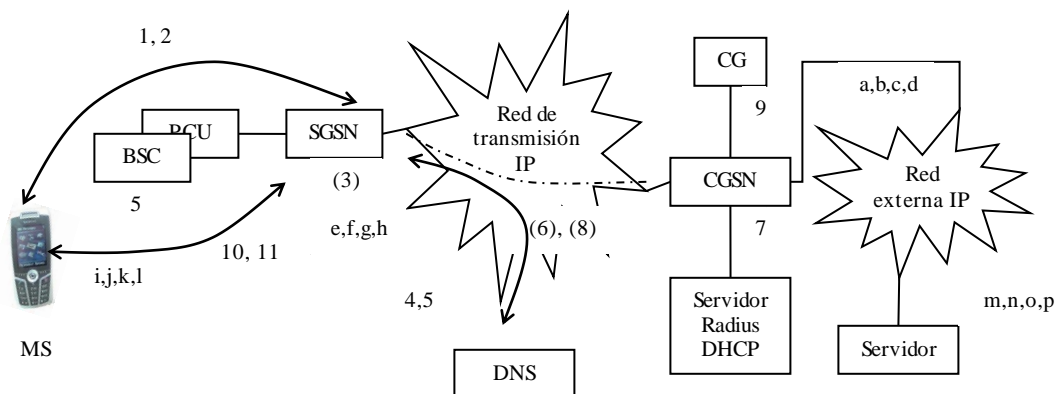 1, 2
CG
a,b,c,d
9
Red de
transmisión
IP
PCU
SGSN
BSC
CGSN
Red
externa IP
5
(3)
7
e,f,g,h
(6), (8)
10, 11
i,j,k,l
4,5
Servidor
Radius
DHCP
m,n,o,p
MS
Servidor
DNS